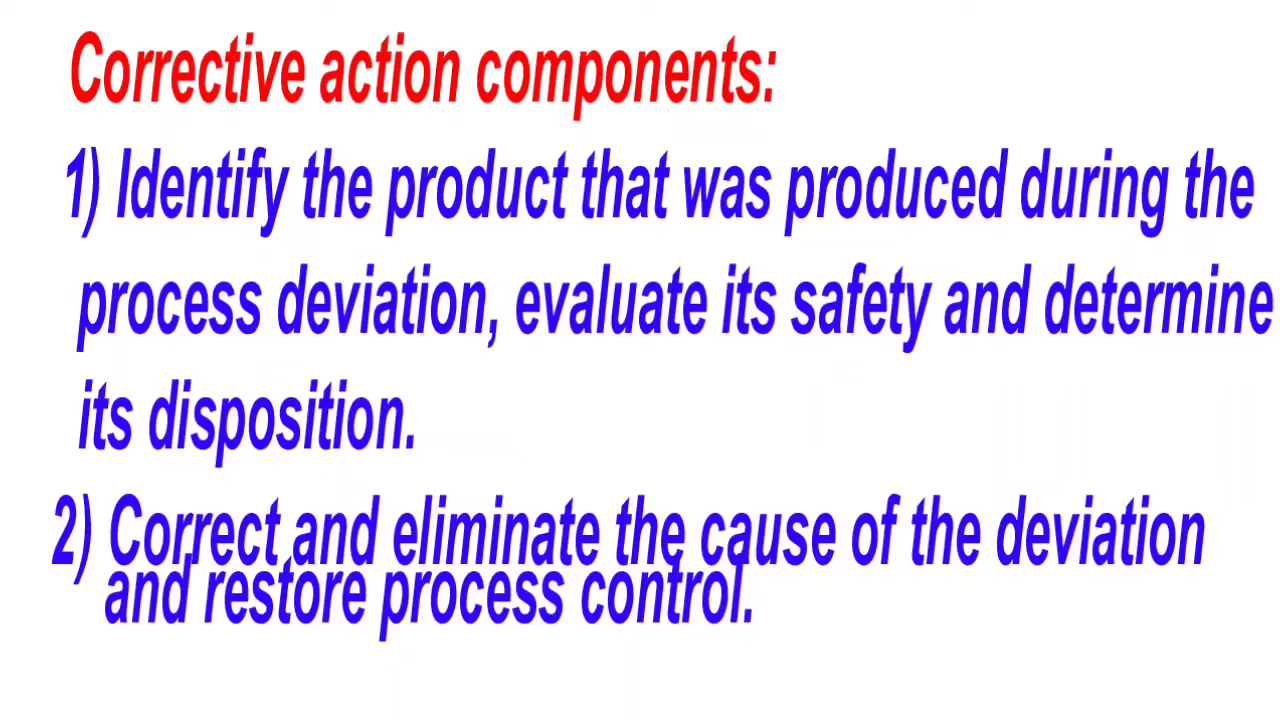 Corrective action components:
1) Identify the product that was produced during the
process deviation, evaluate its safety and determine
its disposition.
2) Correct and eliminate the cause of the deviation
and restore process control.